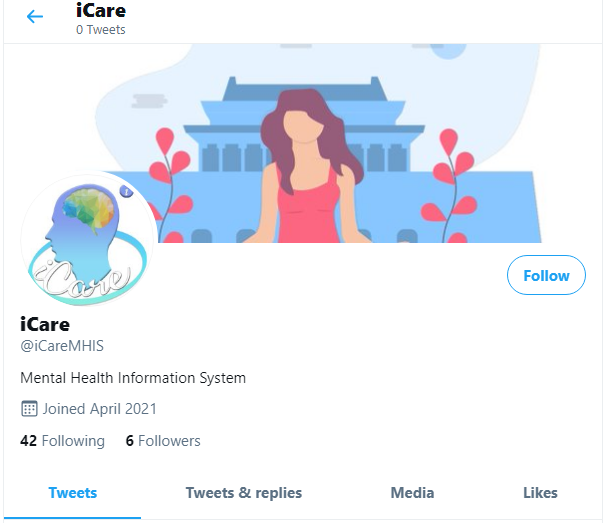 iCare
0 Tweets
iCare
Follow
iCare
@iCareMHIS
Mental Health Information System
Joined April 2021
42 Following 6 Followers
Tweets Tweets & replies Media Likes